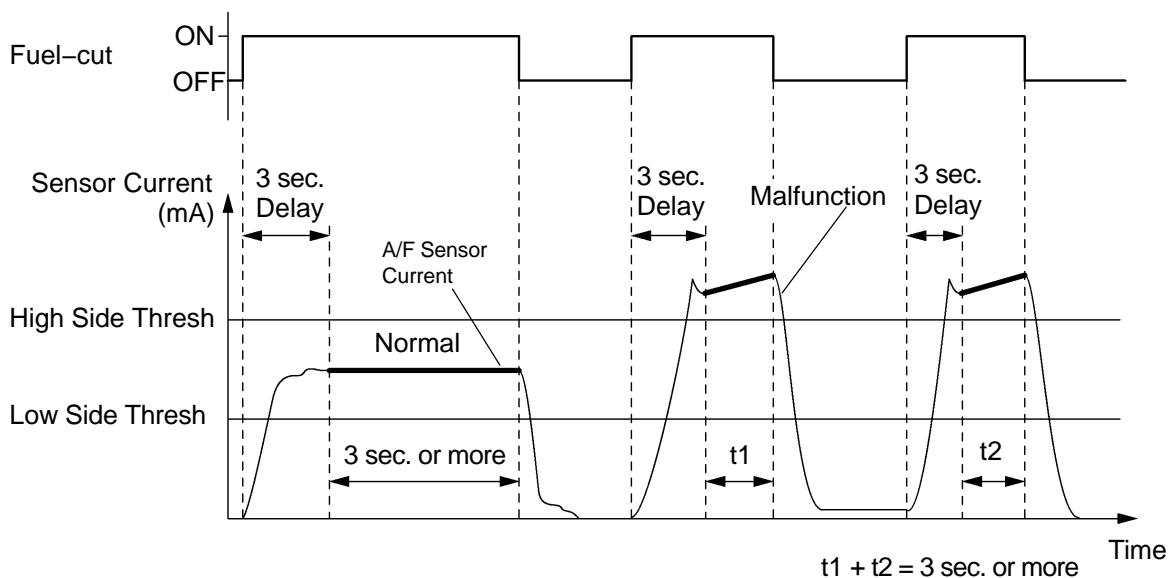 ON
Fuel−cut
OFF
Sensor Current
(mA)
3 sec.
Delay
3 sec.
Delay
3 sec.
Delay
Malfunction
A/F Sensor
Current
High Side Thresh
Normal
Low Side Thresh
3 sec. or more
t1
t2
Time
t1 + t2 = 3 sec. or more